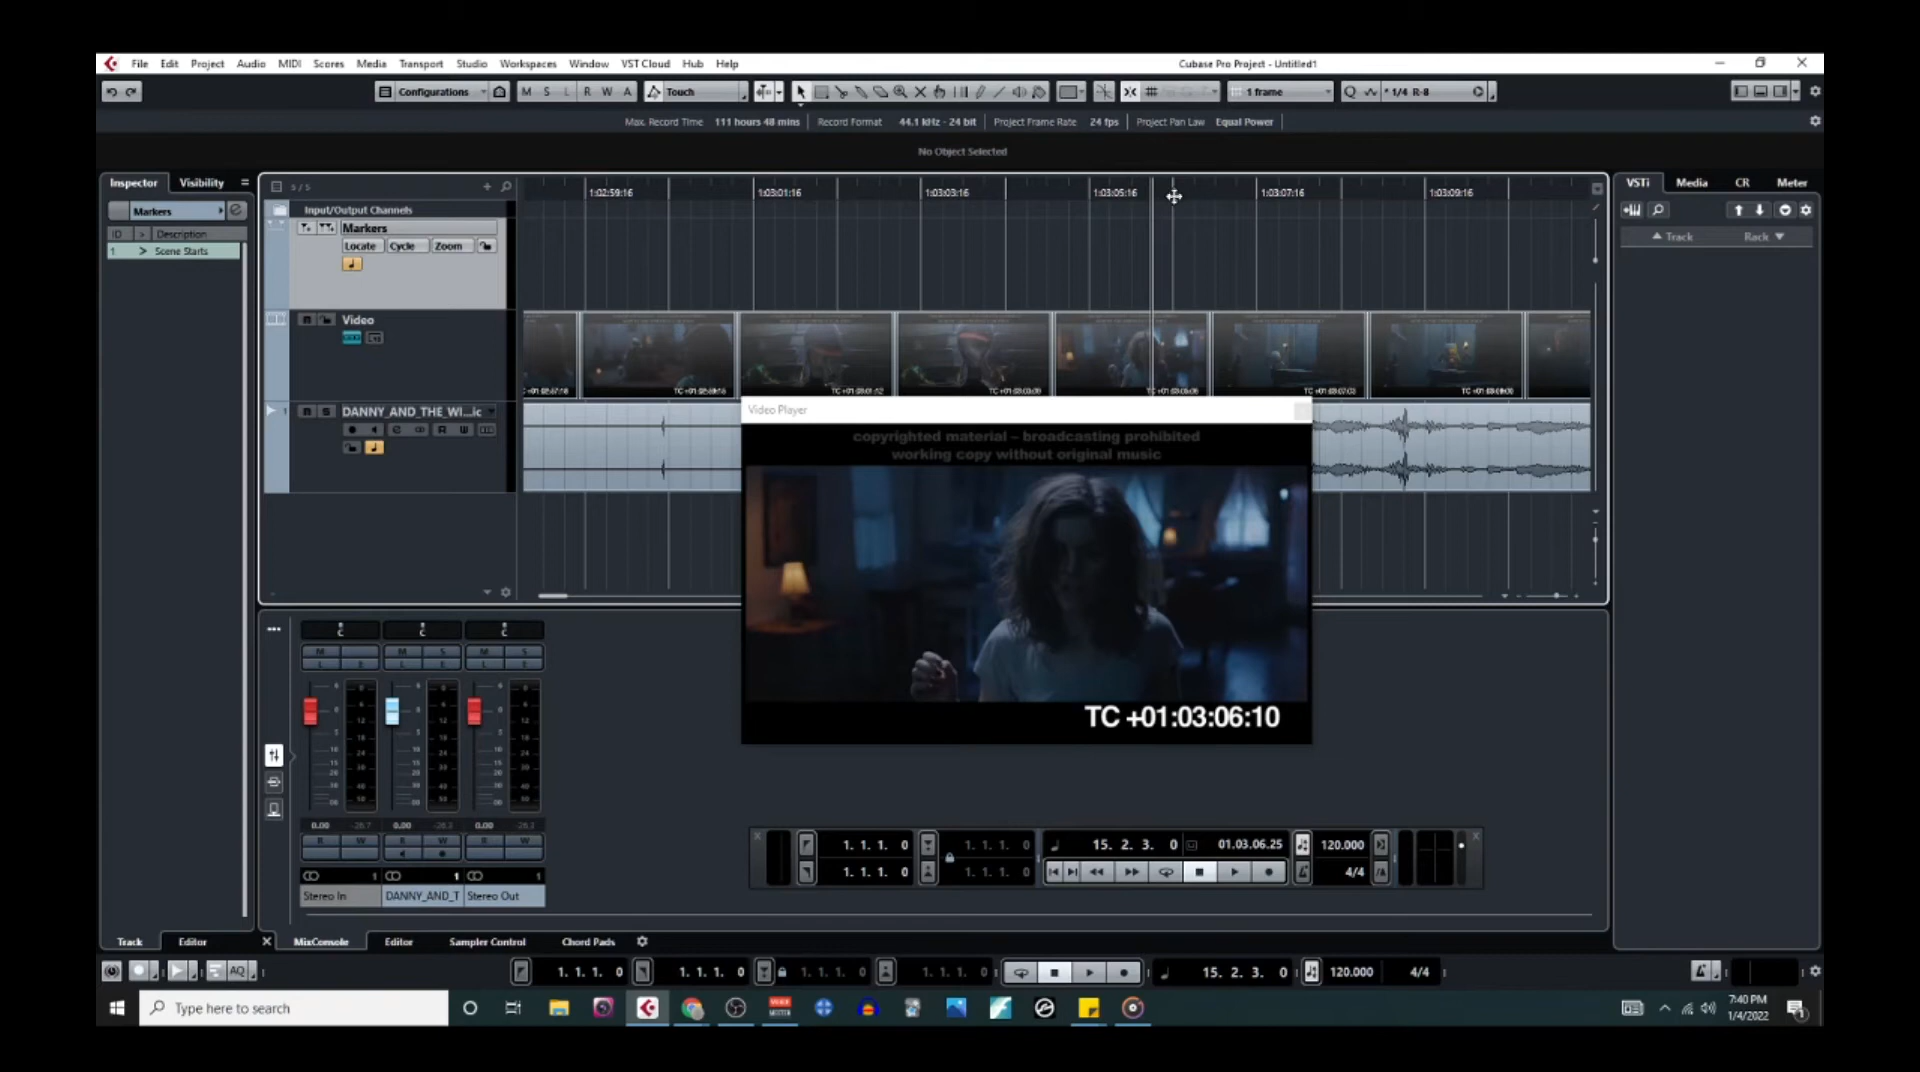 File Edit Project Audio MIDI Scores Media Transport Studio Workspaces Window VST Cloud Hub Help
Cubase Pro Project - Untitled1
Configurations M S L R W A Touch 1 frame Q 1/4 R-8
Max. Record Time 111 hours 48 mins Record Format 44.1 kHz - 24 bit Project Frame Rate 24 fps Project Pan Law Equal Power
No Object Selected
Inspector Visibility
5/5
1:02:59:16 1:03:01:16 1:03:03:16 1:03:05:16 1:03:07:16 1:03:09:16
VSTi Media CR Meter
Markers
Input/Output Channels
ID > Description
1 > Scene Starts
Markers
Locate Cycle Zoom
Track Rack
Video
DANNY_AND_THE_WI...ic
Video Player
copyrighted material – broadcasting prohibited
working copy without original music
TC +01:03:06:10
C C C
M M S M S
L E L E L E
0.00 -26.7 0.00 -26.3 0.00 -26.3
R W R W R W
1 1 1
Stereo In DANNY_AND_T Stereo Out
1. 1. 1. 0 1. 1. 1. 0 15. 2. 3. 0 01.03.06.25 120.000
1. 1. 1. 0 1. 1. 1. 0 4/4
Track Editor MixConsole Editor Sampler Control Chord Pads
AQ 1. 1. 1. 0 1. 1. 1. 0 1. 1. 1. 0 1. 1. 1. 0 15. 2. 3. 0 120.000 4/4
Type here to search
7:40 PM
1/4/2022